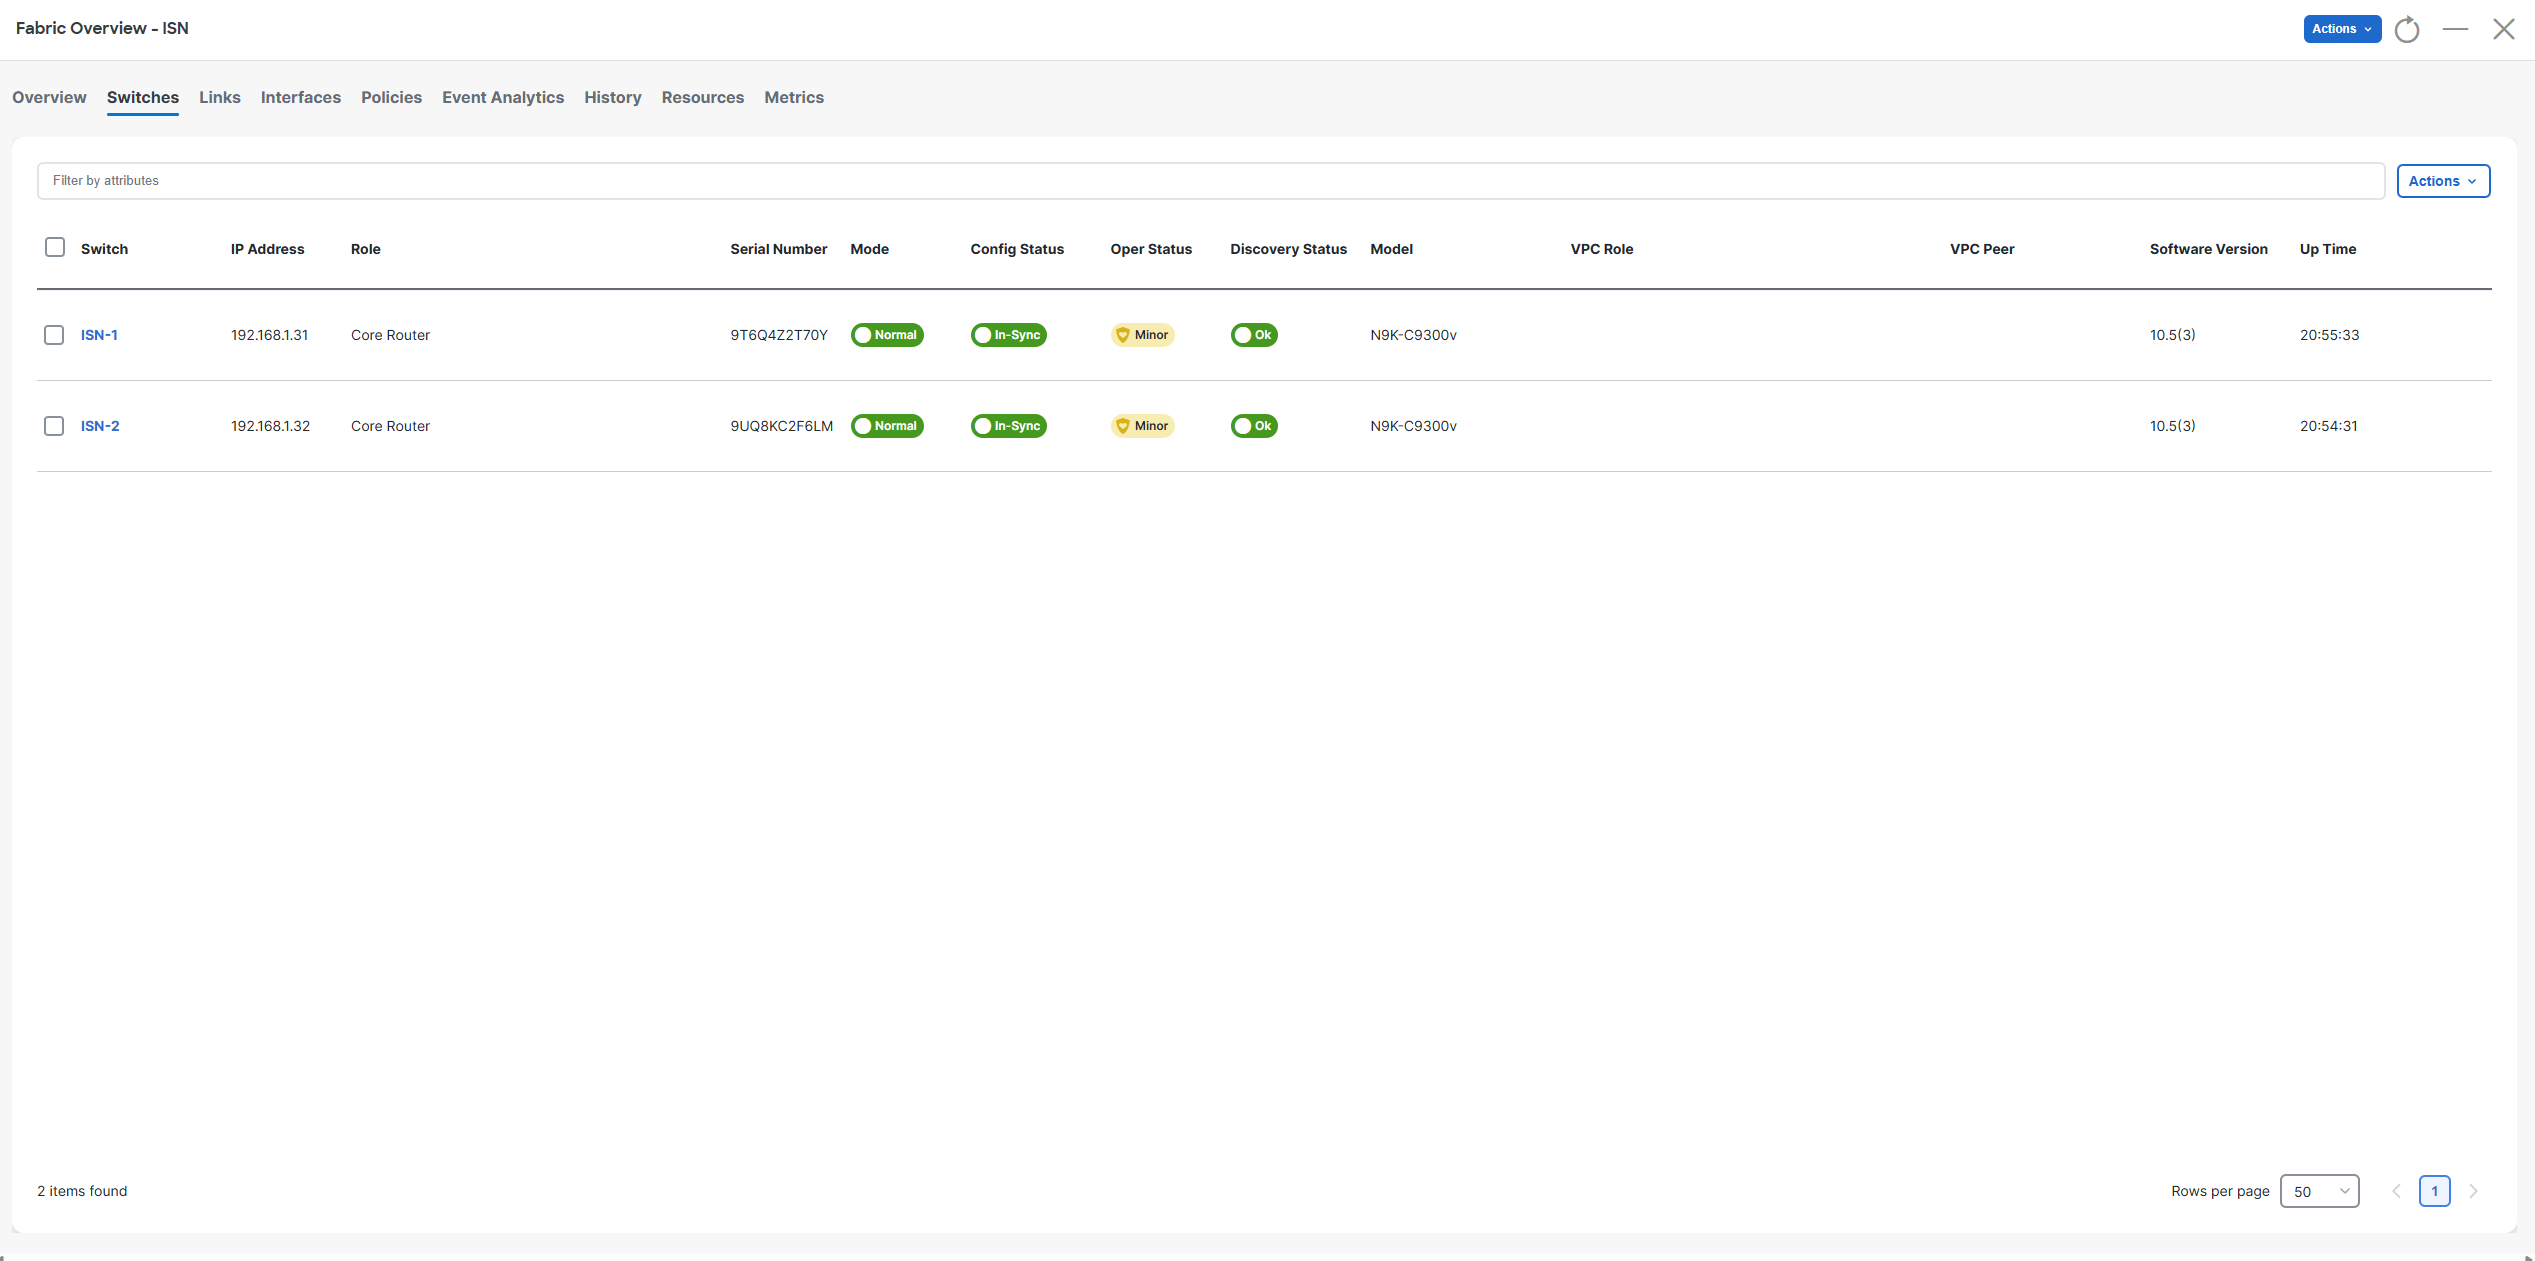 Fabric Overview - ISN
Actions
Overview Switches Links Interfaces Policies Event Analytics History Resources Metrics
Filter by attributes
Actions
Switch IP Address Role Serial Number Mode Config Status Oper Status Discovery Status Model VPC Role VPC Peer Software Version Up Time
ISN-1 192.168.1.31 Core Router 9T6Q4Z2T70Y Normal In-Sync Minor Ok N9K-C9300v 10.5(3) 20:55:33
ISN-2 192.168.1.32 Core Router 9UQ8KC2F6LM Normal In-Sync Minor Ok N9K-C9300v 10.5(3) 20:54:31
2 items found
Rows per page 50 1